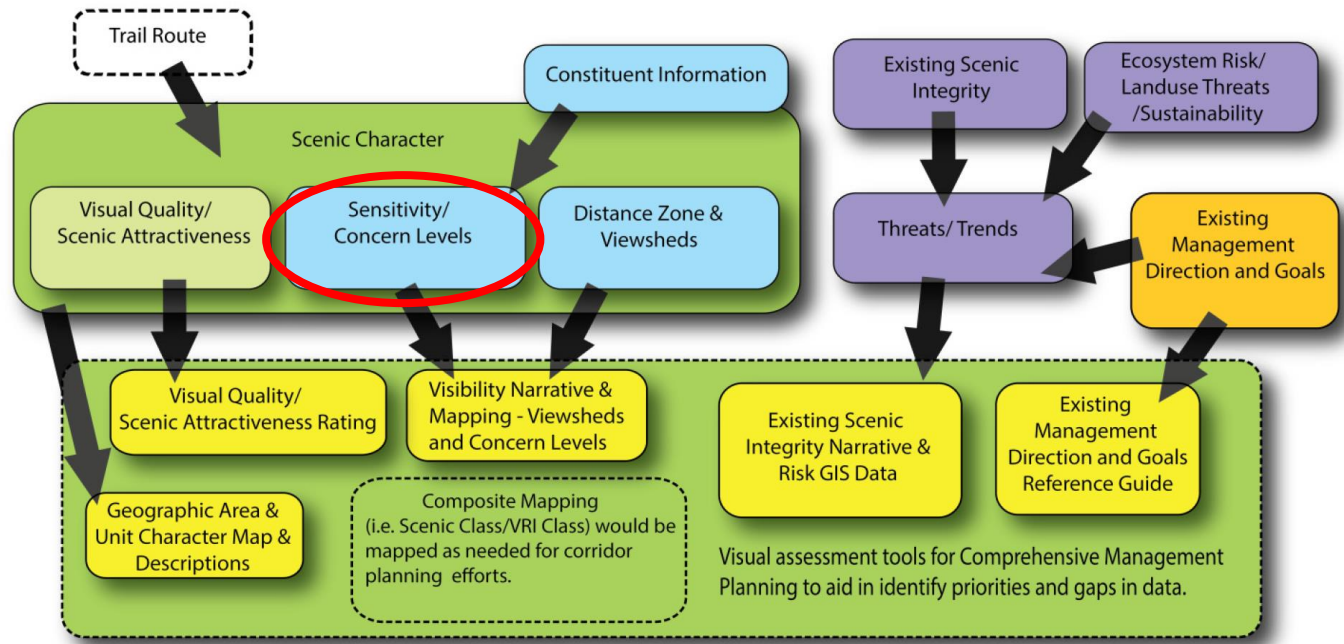 Trail Route
Constituent Information
Existing Scenic
Integrity
Ecosystem Risk/
Landuse Threats
/Sustainability
Scenic Character
Visual Quality/
Scenic Attractiveness
Sensitivity/
Concern Levels
Distance Zone &
Viewsheds
Threats/ Trends
Existing
Management
Direction and Goals
Visual Quality/
Scenic Attractiveness Rating
Visibility Narrative &
Mapping - Viewsheds
and Concern Levels
Existing Scenic
Integrity Narrative &
Risk GIS Data
Existing
Management
Direction and Goals
Reference Guide
Geographic Area &
Unit Character Map &
Descriptions
Composite Mapping
(i.e. Scenic Class/VRI Class) would be
mapped as needed for corridor
planning efforts.
Visual assessment tools for Comprehensive Management
Planning to aid in identify priorities and gaps in data.